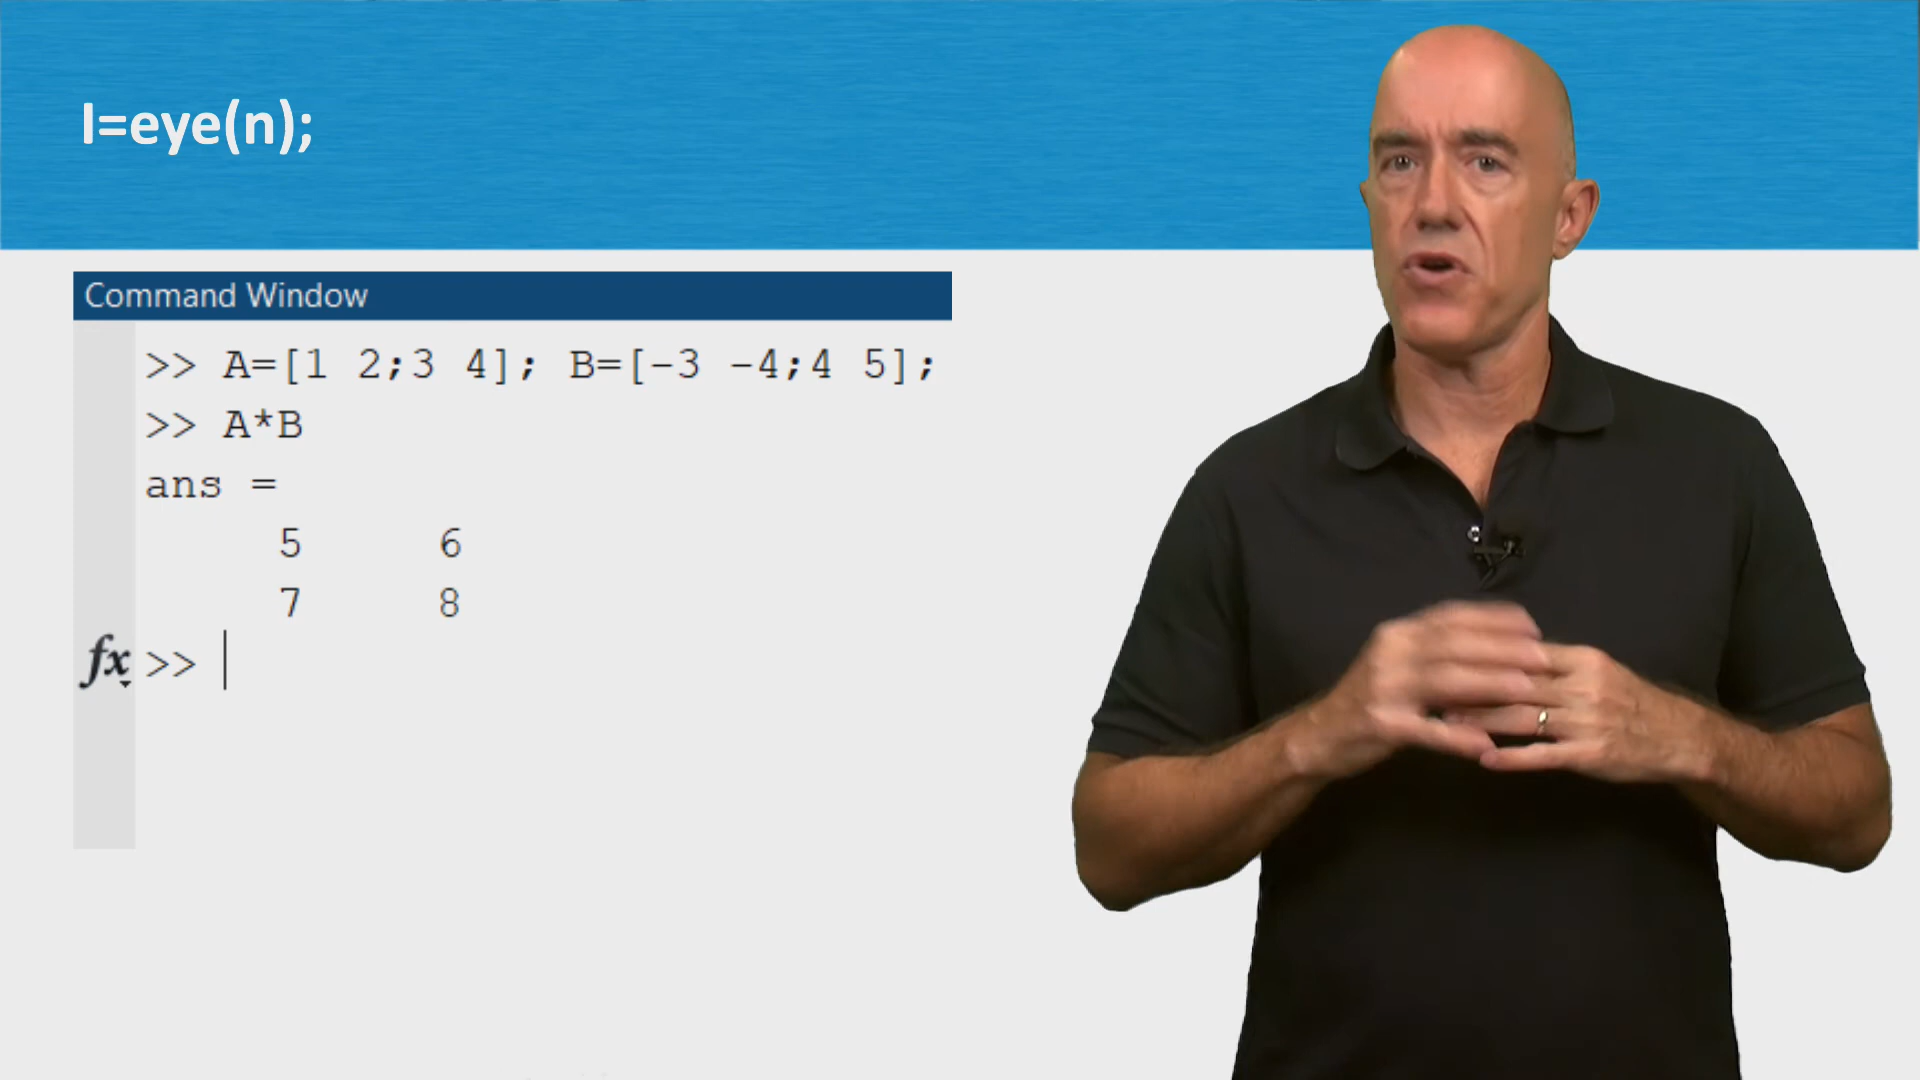 I=eye(n);
Command Window
>> A=[1 2;3 4]; B=[-3 -4;4 5];
>> A*B
ans =
5 6
7 8
fx >>